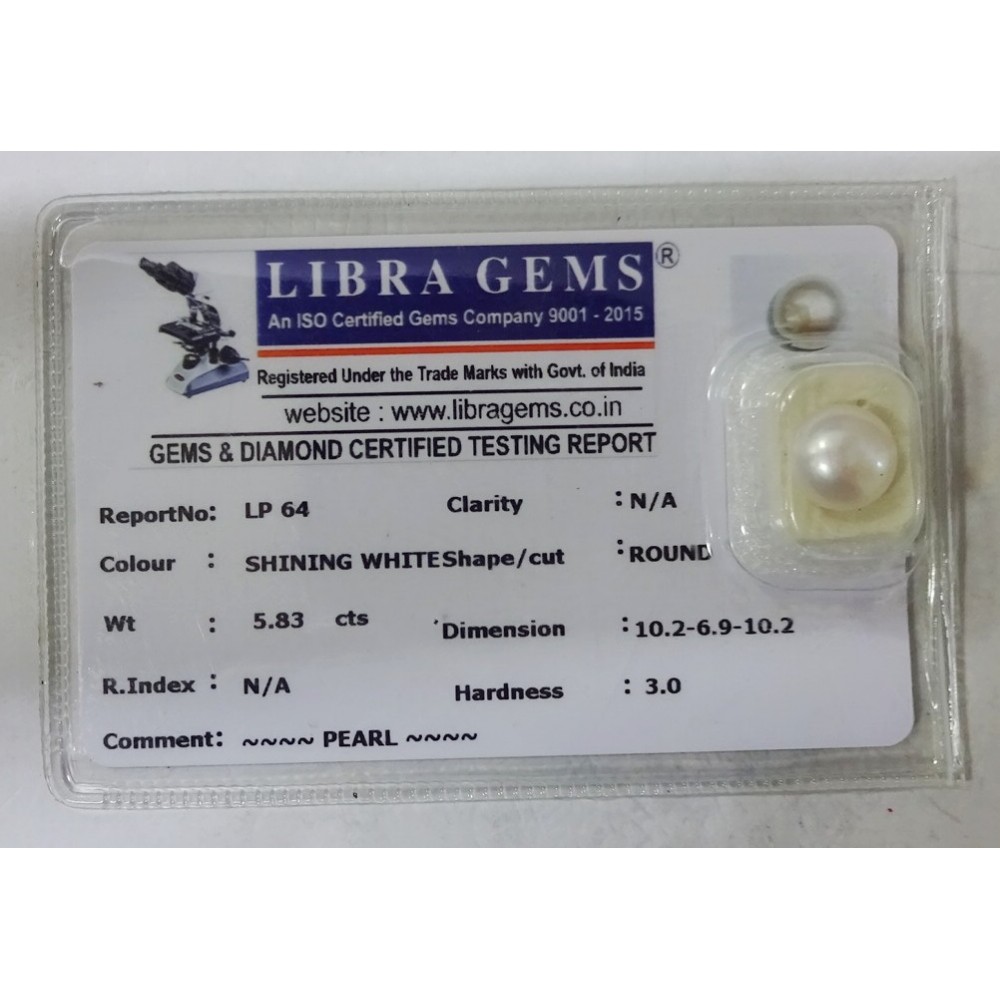 LIBRA GEMS ®
An ISO Certified Gems Company 9001 - 2015
Registered Under the Trade Marks with Govt. of India
website : www.libragems.co.in
GEMS & DIAMOND CERTIFIED TESTING REPORT
ReportNo: LP 64 Clarity : N/A
Colour : SHINING WHITE Shape/cut : ROUND
Wt : 5.83 cts Dimension : 10.2-6.9-10.2
R.Index : N/A Hardness : 3.0
Comment: ~~~~ PEARL ~~~~